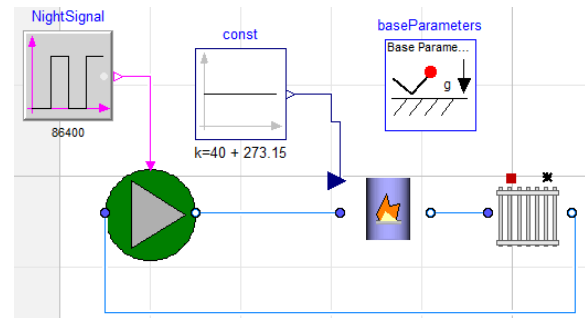 NightSignal
const
baseParameters
Base Parame...
g
86400
k=40 + 273.15